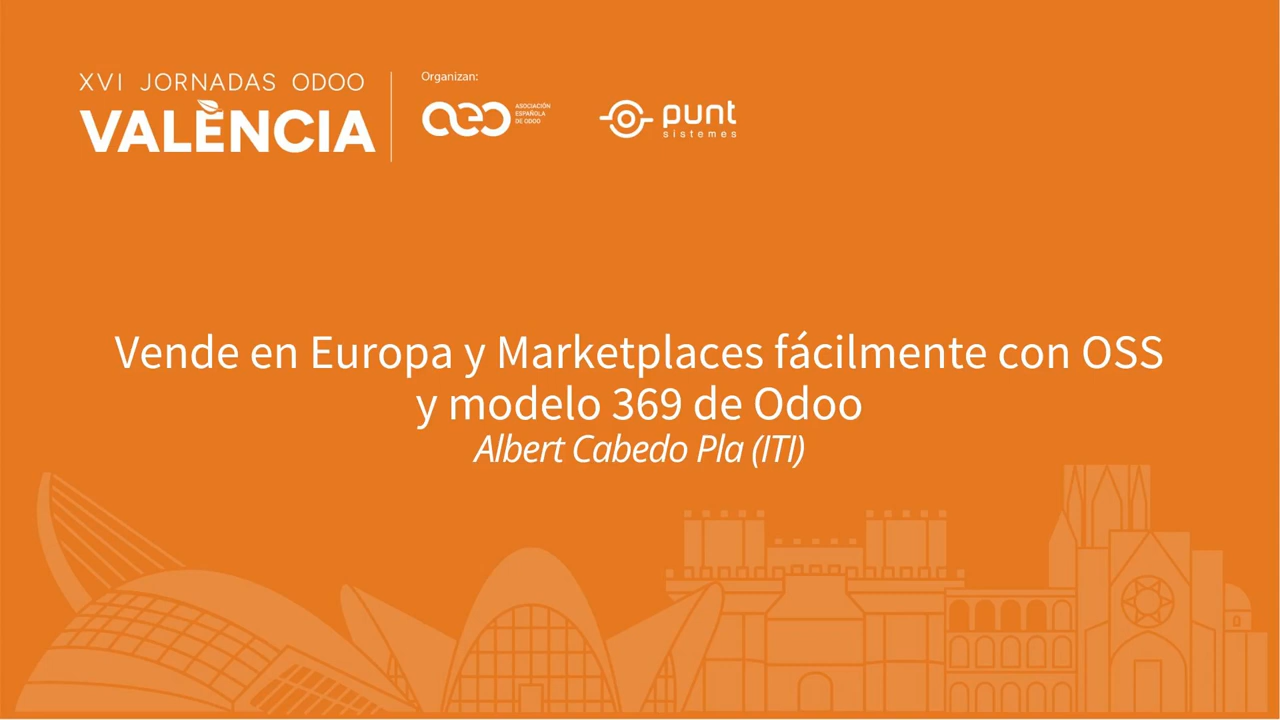 XVI JORNADAS ODOO
VALÈNCIA
Organizan:
aeo
ASOCIACIÓN
ESPAÑOLA
DE ODOO
punt
sistemes
Vende en Europa y Marketplaces fácilmente con OSS
y modelo 369 de Odoo
Albert Cabedo Pla (ITI)